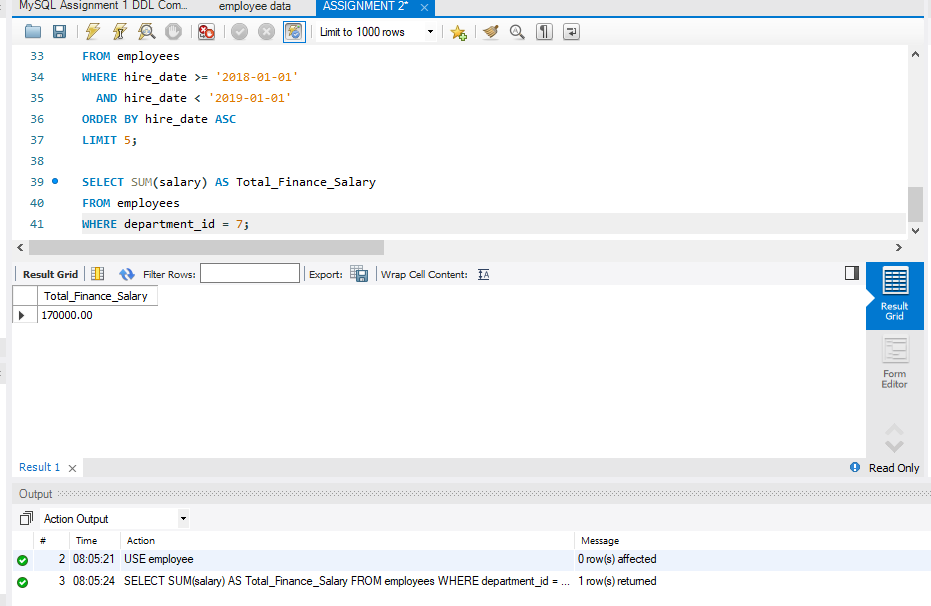 MySQL Assignment 1 DDL Com... employee data ASSIGNMENT 2*
Limit to 1000 rows
33 FROM employees
34 WHERE hire_date >= '2018-01-01'
35 AND hire_date < '2019-01-01'
36 ORDER BY hire_date ASC
37 LIMIT 5;
38
39 SELECT SUM(salary) AS Total_Finance_Salary
40 FROM employees
41 WHERE department_id = 7;
Result Grid Filter Rows: Export: Wrap Cell Content:
Total_Finance_Salary
170000.00
Result
Grid
Form
Editor
Result 1 Read Only
Output
Action Output
# Time Action Message
2 08:05:21 USE employee 0 row(s) affected
3 08:05:24 SELECT SUM(salary) AS Total_Finance_Salary FROM employees WHERE department_id = ... 1 row(s) returned